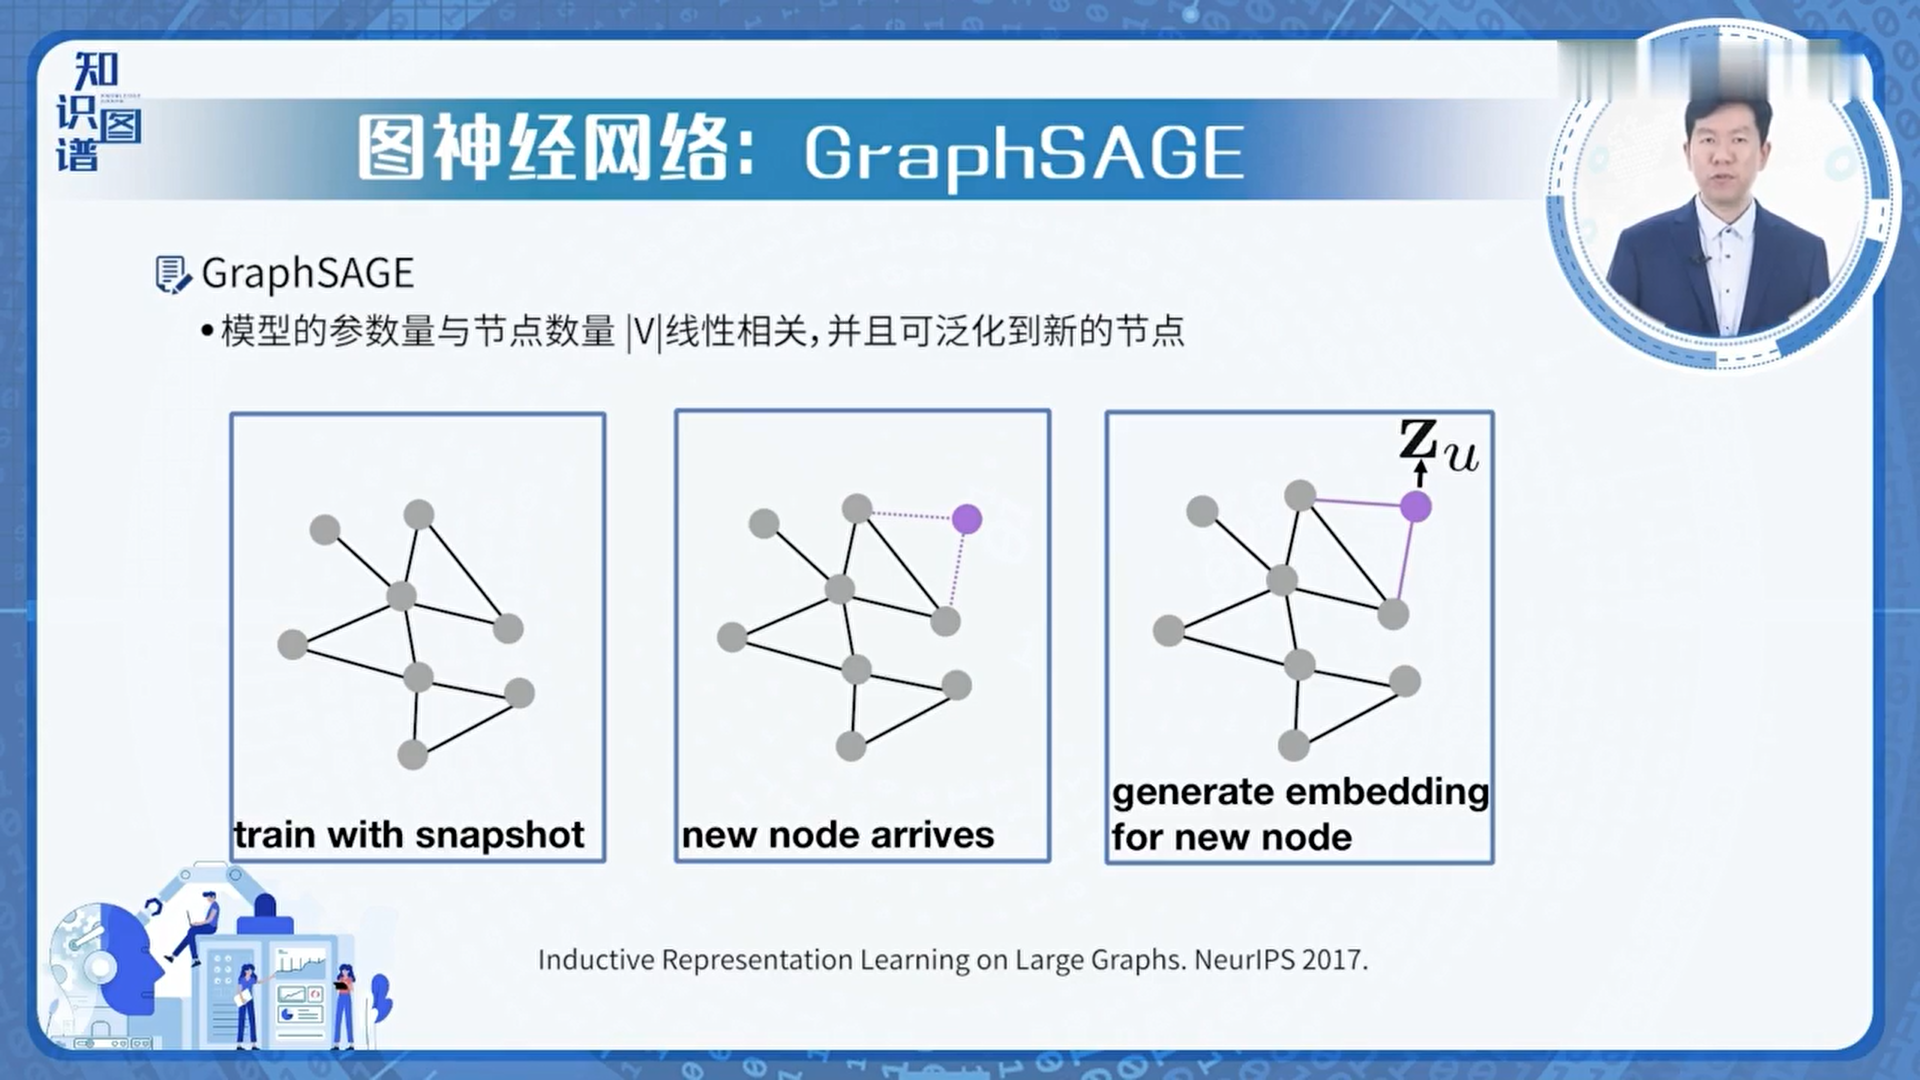 知识图谱
图神经网络：GraphSAGE
GraphSAGE
•模型的参数量与节点数量 |V|线性相关，并且可泛化到新的节点
z_u
train with snapshot
new node arrives
generate embedding
for new node
Inductive Representation Learning on Large Graphs. NeurIPS 2017.